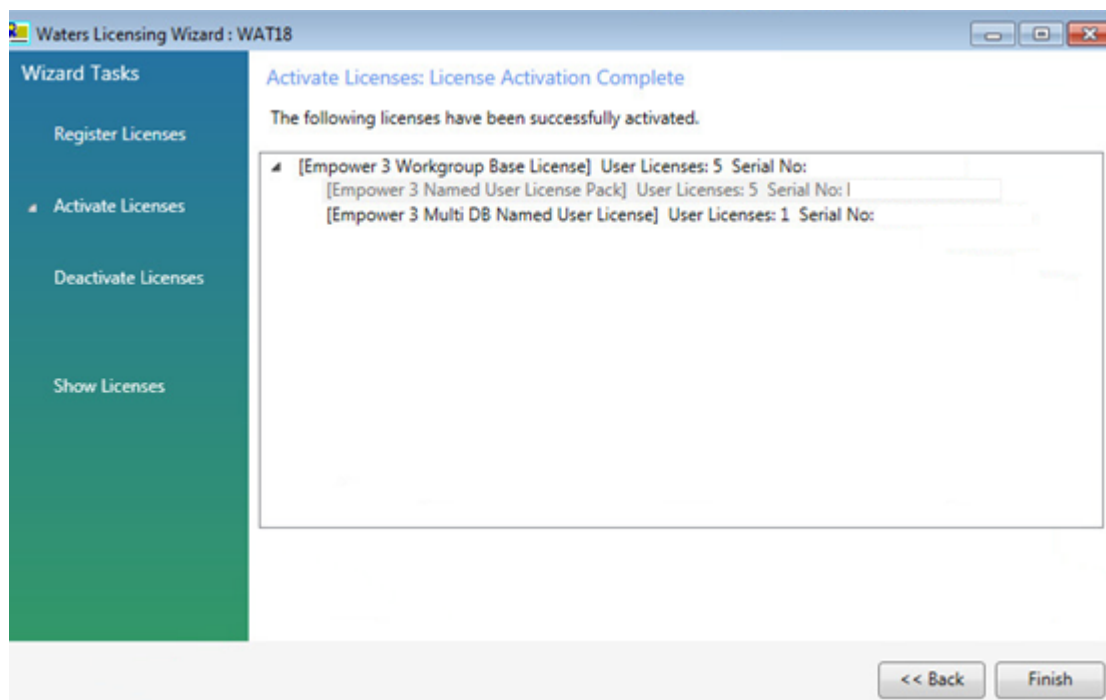 Waters Licensing Wizard : WAT18
Wizard Tasks
Register Licenses
Activate Licenses
Deactivate Licenses
Show Licenses
Activate Licenses: License Activation Complete
The following licenses have been successfully activated.
[Empower 3 Workgroup Base License] User Licenses: 5 Serial No:
[Empower 3 Named User License Pack] User Licenses: 5 Serial No:
[Empower 3 Multi DB Named User License] User Licenses: 1 Serial No:
<< Back
Finish